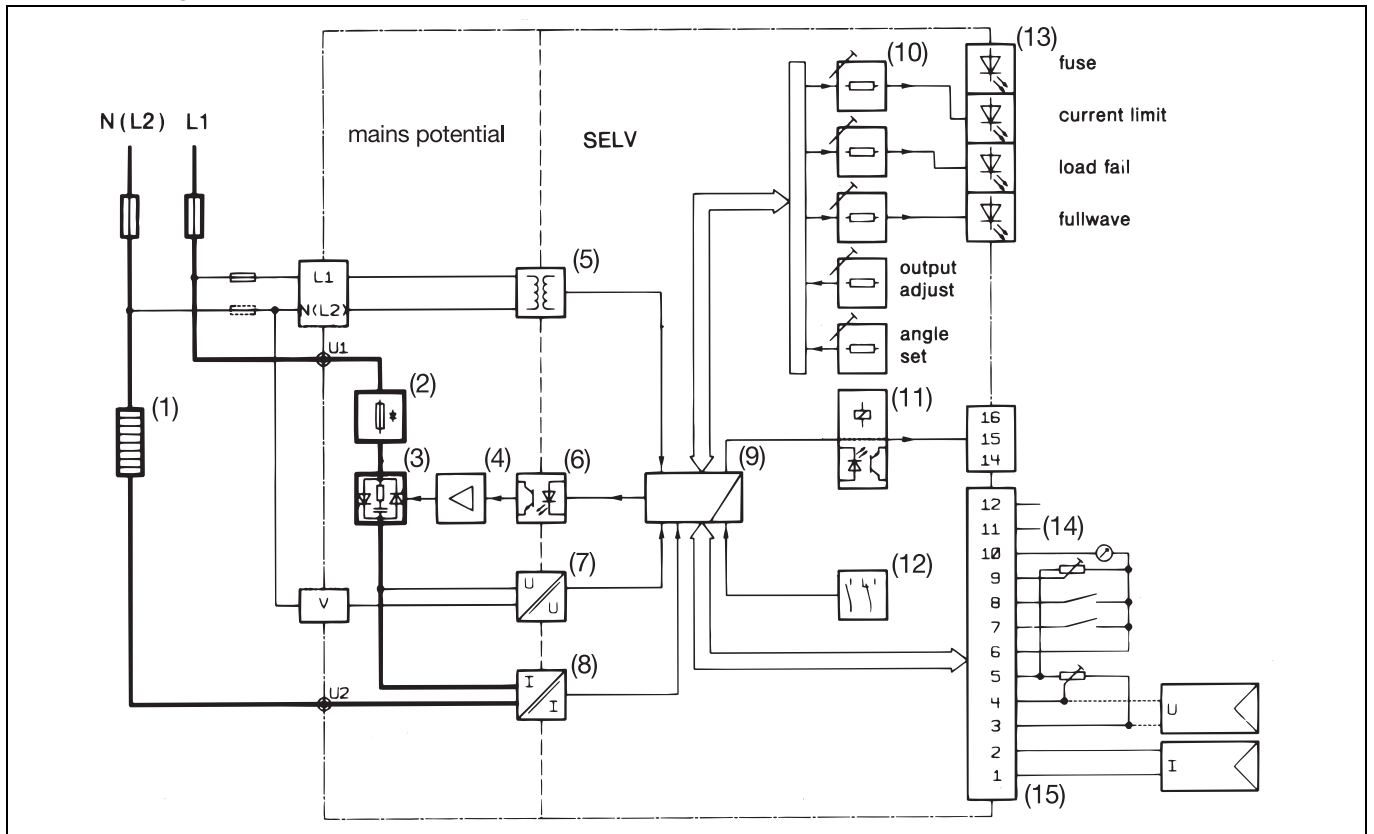 (13)
(10)
fuse
N(L2) L1
current limit
mains potential
SELV
load fail
fullwave
(5)
L1
output
adjust
N(L2)
U1
angle
set
(2)
(1)
(11)
16
(3)
(4)
(6)
(9)
15
14
12
11
(14)
10
(7)
(12)
9
U
U
8
V
7
6
(8)
5
I
I
U2
4
U
3
2
I
1
(15)